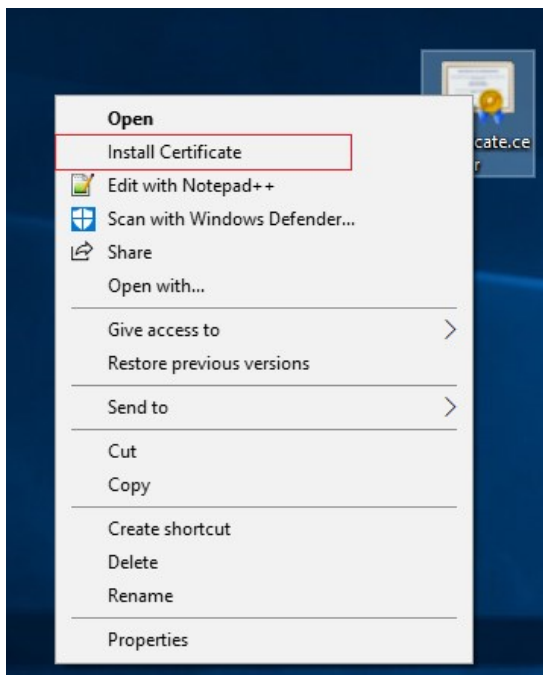 Open
Install Certificate
Edit with Notepad++
Scan with Windows Defender...
Share
Open with...
Give access to
Restore previous versions
Send to
Cut
Copy
Create shortcut
Delete
Rename
Properties
cate.ce
r